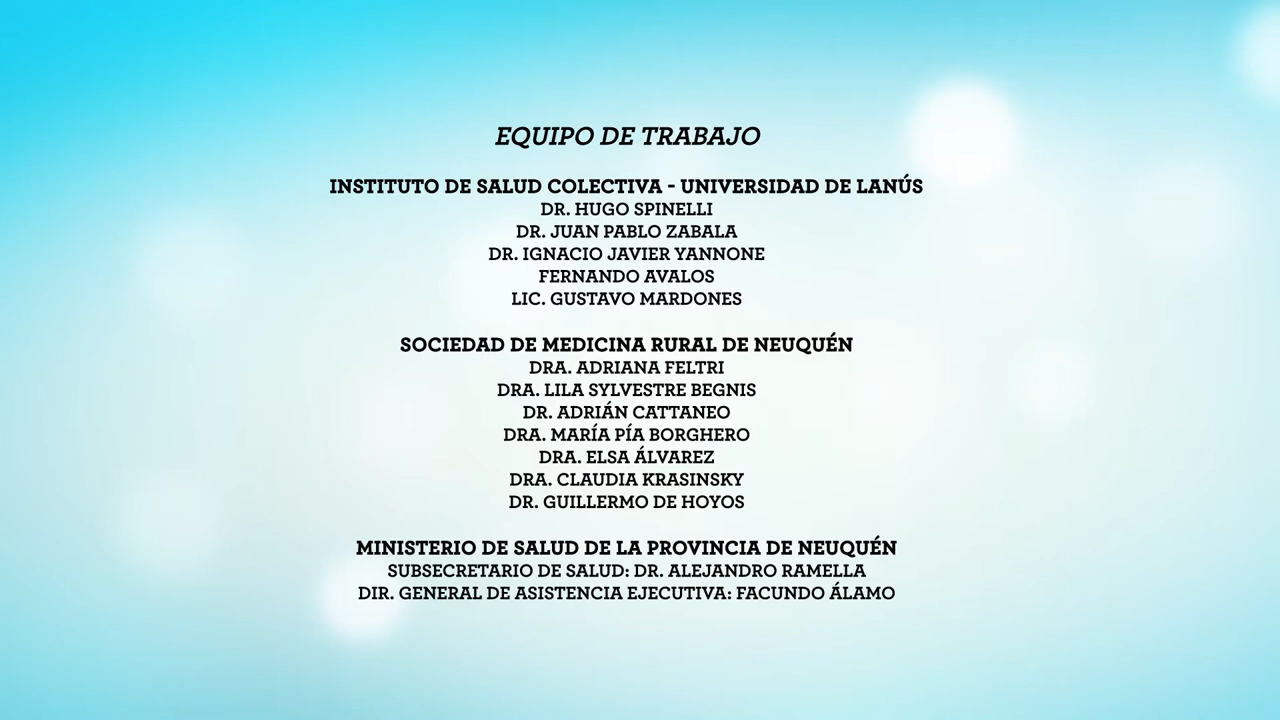 EQUIPO DE TRABAJO
INSTITUTO DE SALUD COLECTIVA - UNIVERSIDAD DE LANÚS
DR. HUGO SPINELLI
DR. JUAN PABLO ZABALA
DR. IGNACIO JAVIER YANNONE
FERNANDO AVALOS
LIC. GUSTAVO MARDONES
SOCIEDAD DE MEDICINA RURAL DE NEUQUÉN
DRA. ADRIANA FELTRI
DRA. LILA SYLVESTRE BEGNIS
DR. ADRIÁN CATTANEO
DRA. MARÍA PÍA BORGHERO
DRA. ELSA ÁLVAREZ
DRA. CLAUDIA KRASINSKY
DR. GUILLERMO DE HOYOS
MINISTERIO DE SALUD DE LA PROVINCIA DE NEUQUÉN
SUBSECRETARIO DE SALUD: DR. ALEJANDRO RAMELLA
DIR. GENERAL DE ASISTENCIA EJECUTIVA: FACUNDO ÁLAMO